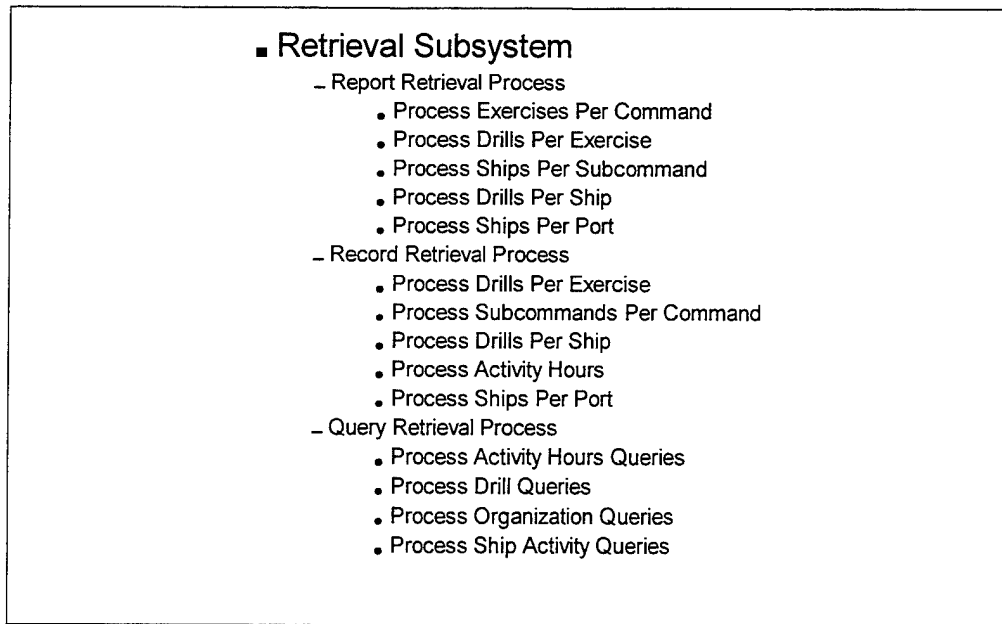 ▪ Retrieval Subsystem
– Report Retrieval Process
• Process Exercises Per Command
• Process Drills Per Exercise
• Process Ships Per Subcommand
• Process Drills Per Ship
• Process Ships Per Port
– Record Retrieval Process
• Process Drills Per Exercise
• Process Subcommands Per Command
• Process Drills Per Ship
• Process Activity Hours
• Process Ships Per Port
– Query Retrieval Process
• Process Activity Hours Queries
• Process Drill Queries
• Process Organization Queries
• Process Ship Activity Queries